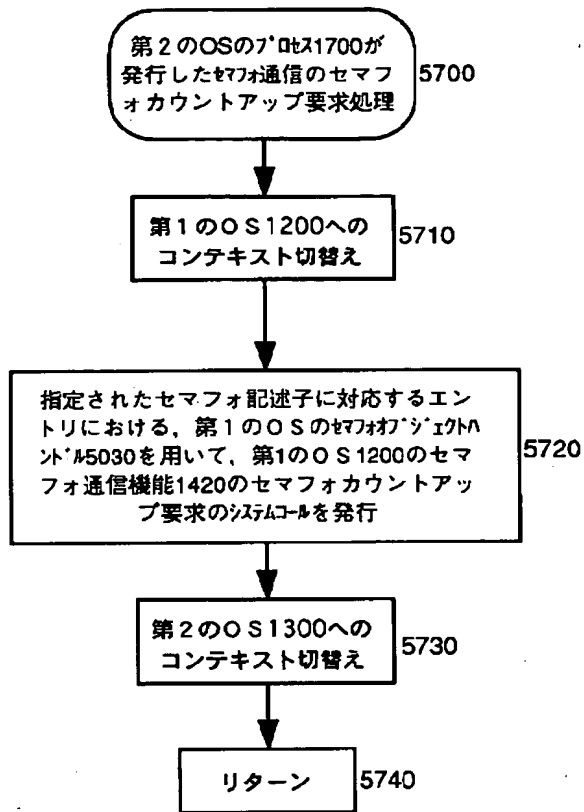 第２のOSのﾌﾟﾛｾｽ1700が
発行したｾﾏﾌｫ通信のセマフ
ォカウントアップ要求処理
5700
第１のＯＳ1200への
コンテキスト切替え
5710
指定されたセマフォ記述子に対応するエン
トリにおける，第１のOSのｾﾏﾌｫｵﾌﾞｼﾞｪｸﾄﾊ
ﾝﾄﾞﾙ5030を用いて，第1のＯＳ1200のセマ
フォ通信機能1420のセマフォカウントアッ
プ要求のｼｽﾃﾑｺｰﾙを発行
5720
第２のＯＳ1300への
コンテキスト切替え
5730
リターン
5740